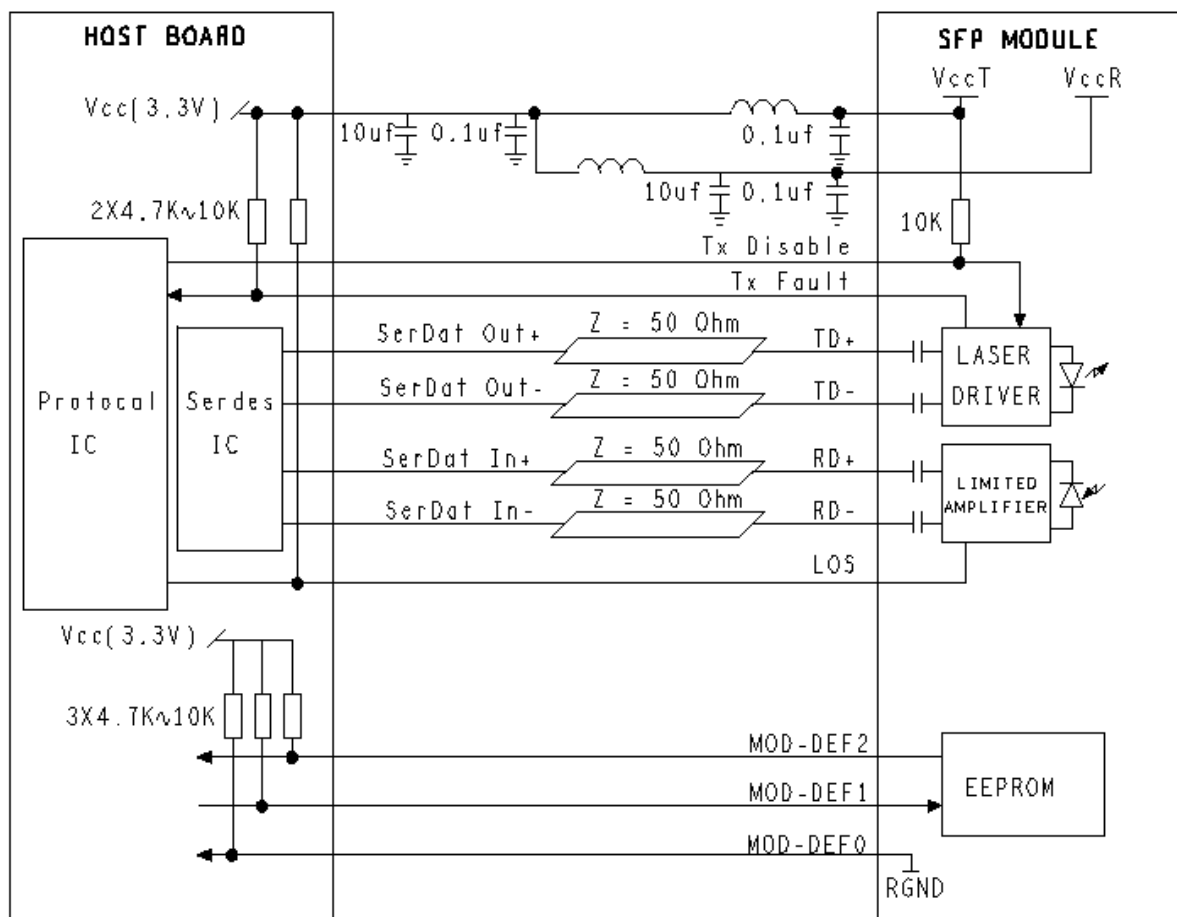 HOST BOARD
SFP MODULE
VccT
VccR
Vcc(3.3V)
10uf
0.1uf
0.1uf
10uf
0.1uf
2X4.7K~10K
10K
Tx Disable
Tx Fault
SerDat Out+
Z = 50 Ohm
TD+
SerDat Out-
Z = 50 Ohm
TD-
LASER
DRIVER
Protocal
IC
Serdes
IC
SerDat In+
Z = 50 Ohm
RD+
SerDat In-
Z = 50 Ohm
RD-
LIMITED
AMPLIFIER
LOS
Vcc(3.3V)
3X4.7K~10K
MOD-DEF2
MOD-DEF1
EEPROM
MOD-DEF0
RGND